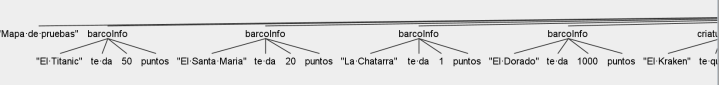 "Mapa·de·pruebas" barcoInfo barcoInfo barcoInfo barcoInfo
"El·Titanic" te·da 50 puntos "El·Santa·Maria" te·da 20 puntos "La·Chatarra" te·da 1 puntos "El·Dorado" te·da 1000 puntos "El·Kraken"